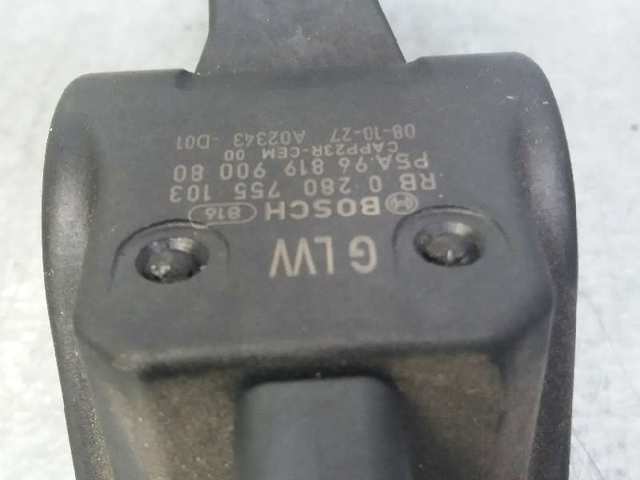 GLW
BOSCH 816
RB 0 280 755 103
PSA.96 819 900 80
CAPP23R-CEM 00
08-10-27 A02343 -D01